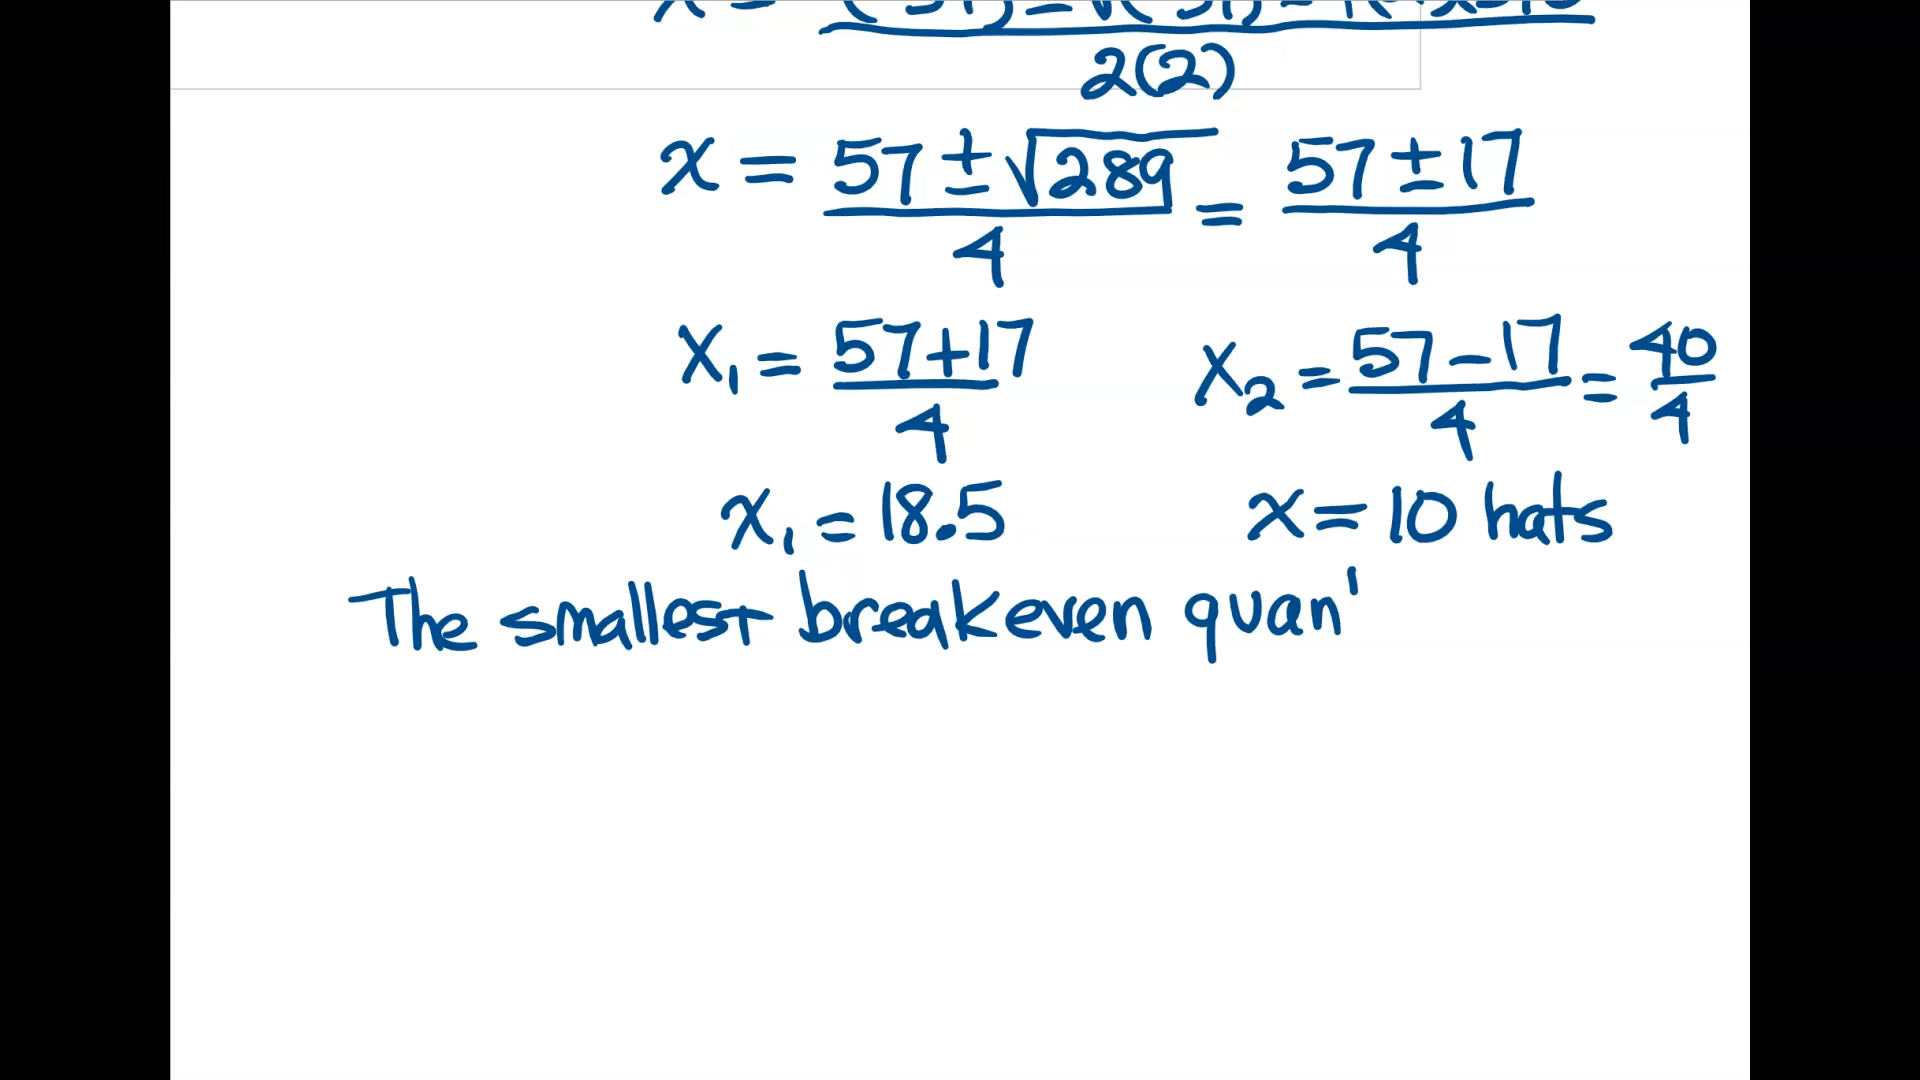 2(2)
x = 57 ± √289 / 4 = 57 ± 17 / 4
x₁ = 57 + 17 / 4    x₂ = 57 − 17 / 4 = 40 / 4
x₁ = 18.5    x = 10 hats
The smallest breakeven quan